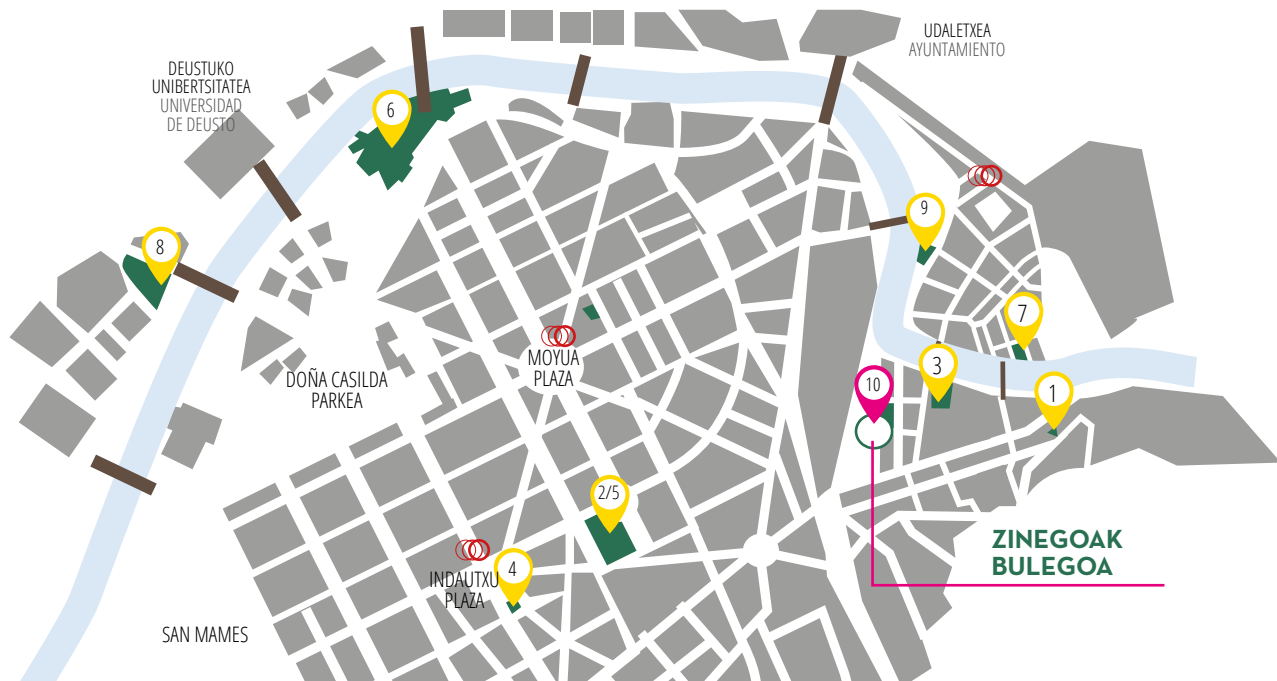 UDALETXEA
AYUNTAMIENTO
DEUSTUKO
UNIBERTSITATEA
UNIVERSIDAD
DE DEUSTO
6
9
8
7
MOYUA
PLAZA
3
DOÑA CASILDA
PARKEA
10
1
2/5
ZINEGOAK
BULEGOA
4
INDAUTXU
PLAZA
SAN MAMES